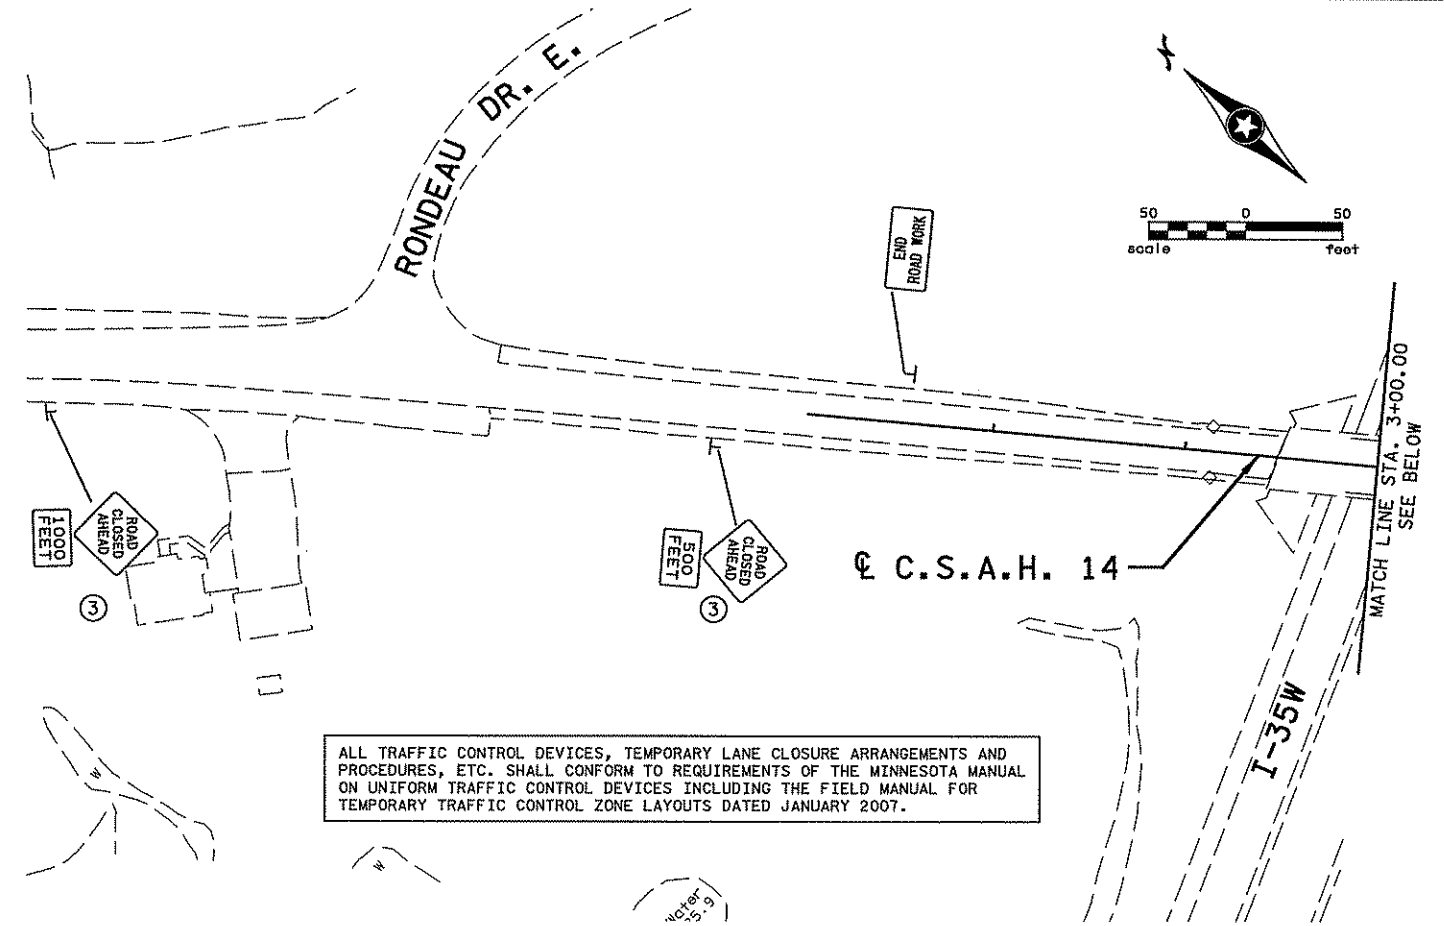 RONDEAU DR. E.
N
50 0 50
scale feet
END
ROAD WORK
MATCH LINE STA. 3+00.00
SEE BELOW
ROAD
CLOSED
AHEAD
1000
FEET
3
ROAD
CLOSED
AHEAD
500
FEET
3
℄ C.S.A.H. 14
I-35W
ALL TRAFFIC CONTROL DEVICES, TEMPORARY LANE CLOSURE ARRANGEMENTS AND
PROCEDURES, ETC. SHALL CONFORM TO REQUIREMENTS OF THE MINNESOTA MANUAL
ON UNIFORM TRAFFIC CONTROL DEVICES INCLUDING THE FIELD MANUAL FOR
TEMPORARY TRAFFIC CONTROL ZONE LAYOUTS DATED JANUARY 2007.
W
W
Water